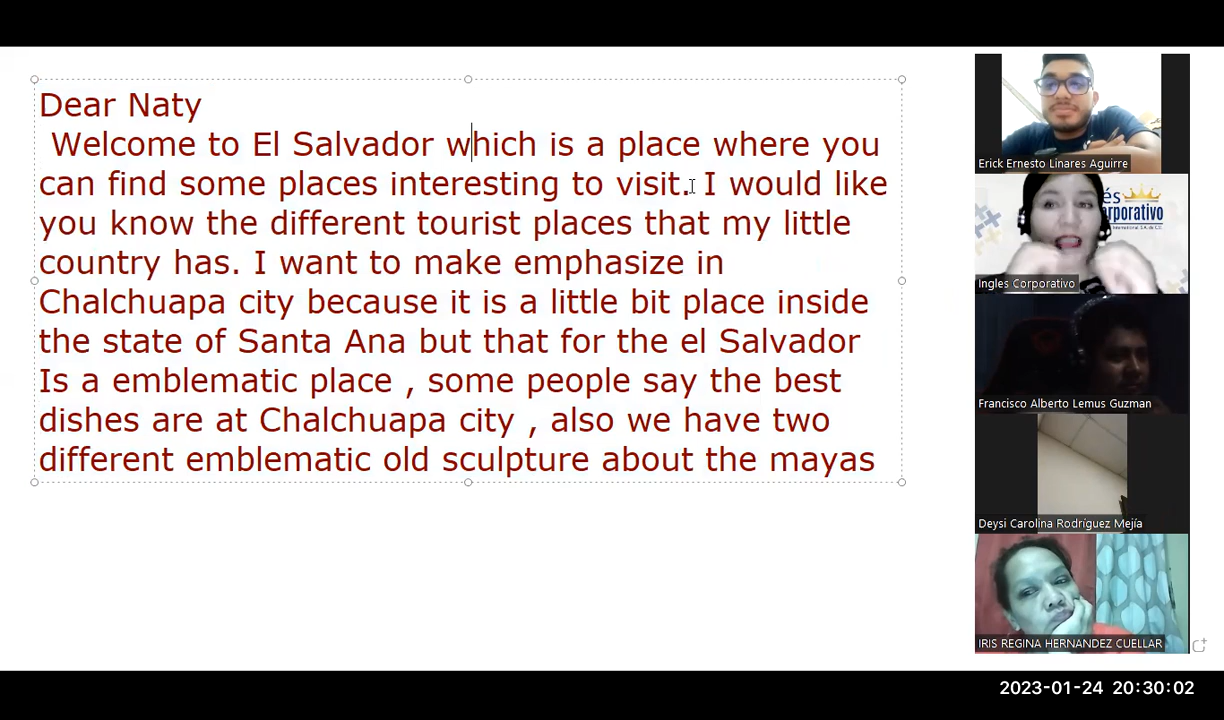 Dear Naty
Welcome to El Salvador which is a place where you
can find some places interesting to visit. I would like
you know the different tourist places that my little
country has. I want to make emphasize in
Chalchuapa city because it is a little bit place inside
the state of Santa Ana but that for the el Salvador
Is a emblematic place , some people say the best
dishes are at Chalchuapa city , also we have two
different emblematic old sculpture about the mayas
Erick Ernesto Linares Aguirre
és
orporativo
International S.A. de C.V.
Ingles Corporativo
Francisco Alberto Lemus Guzman
Deysi Carolina Rodríguez Mejía
IRIS REGINA HERNANDEZ CUELLAR
2023-01-24 20:30:02